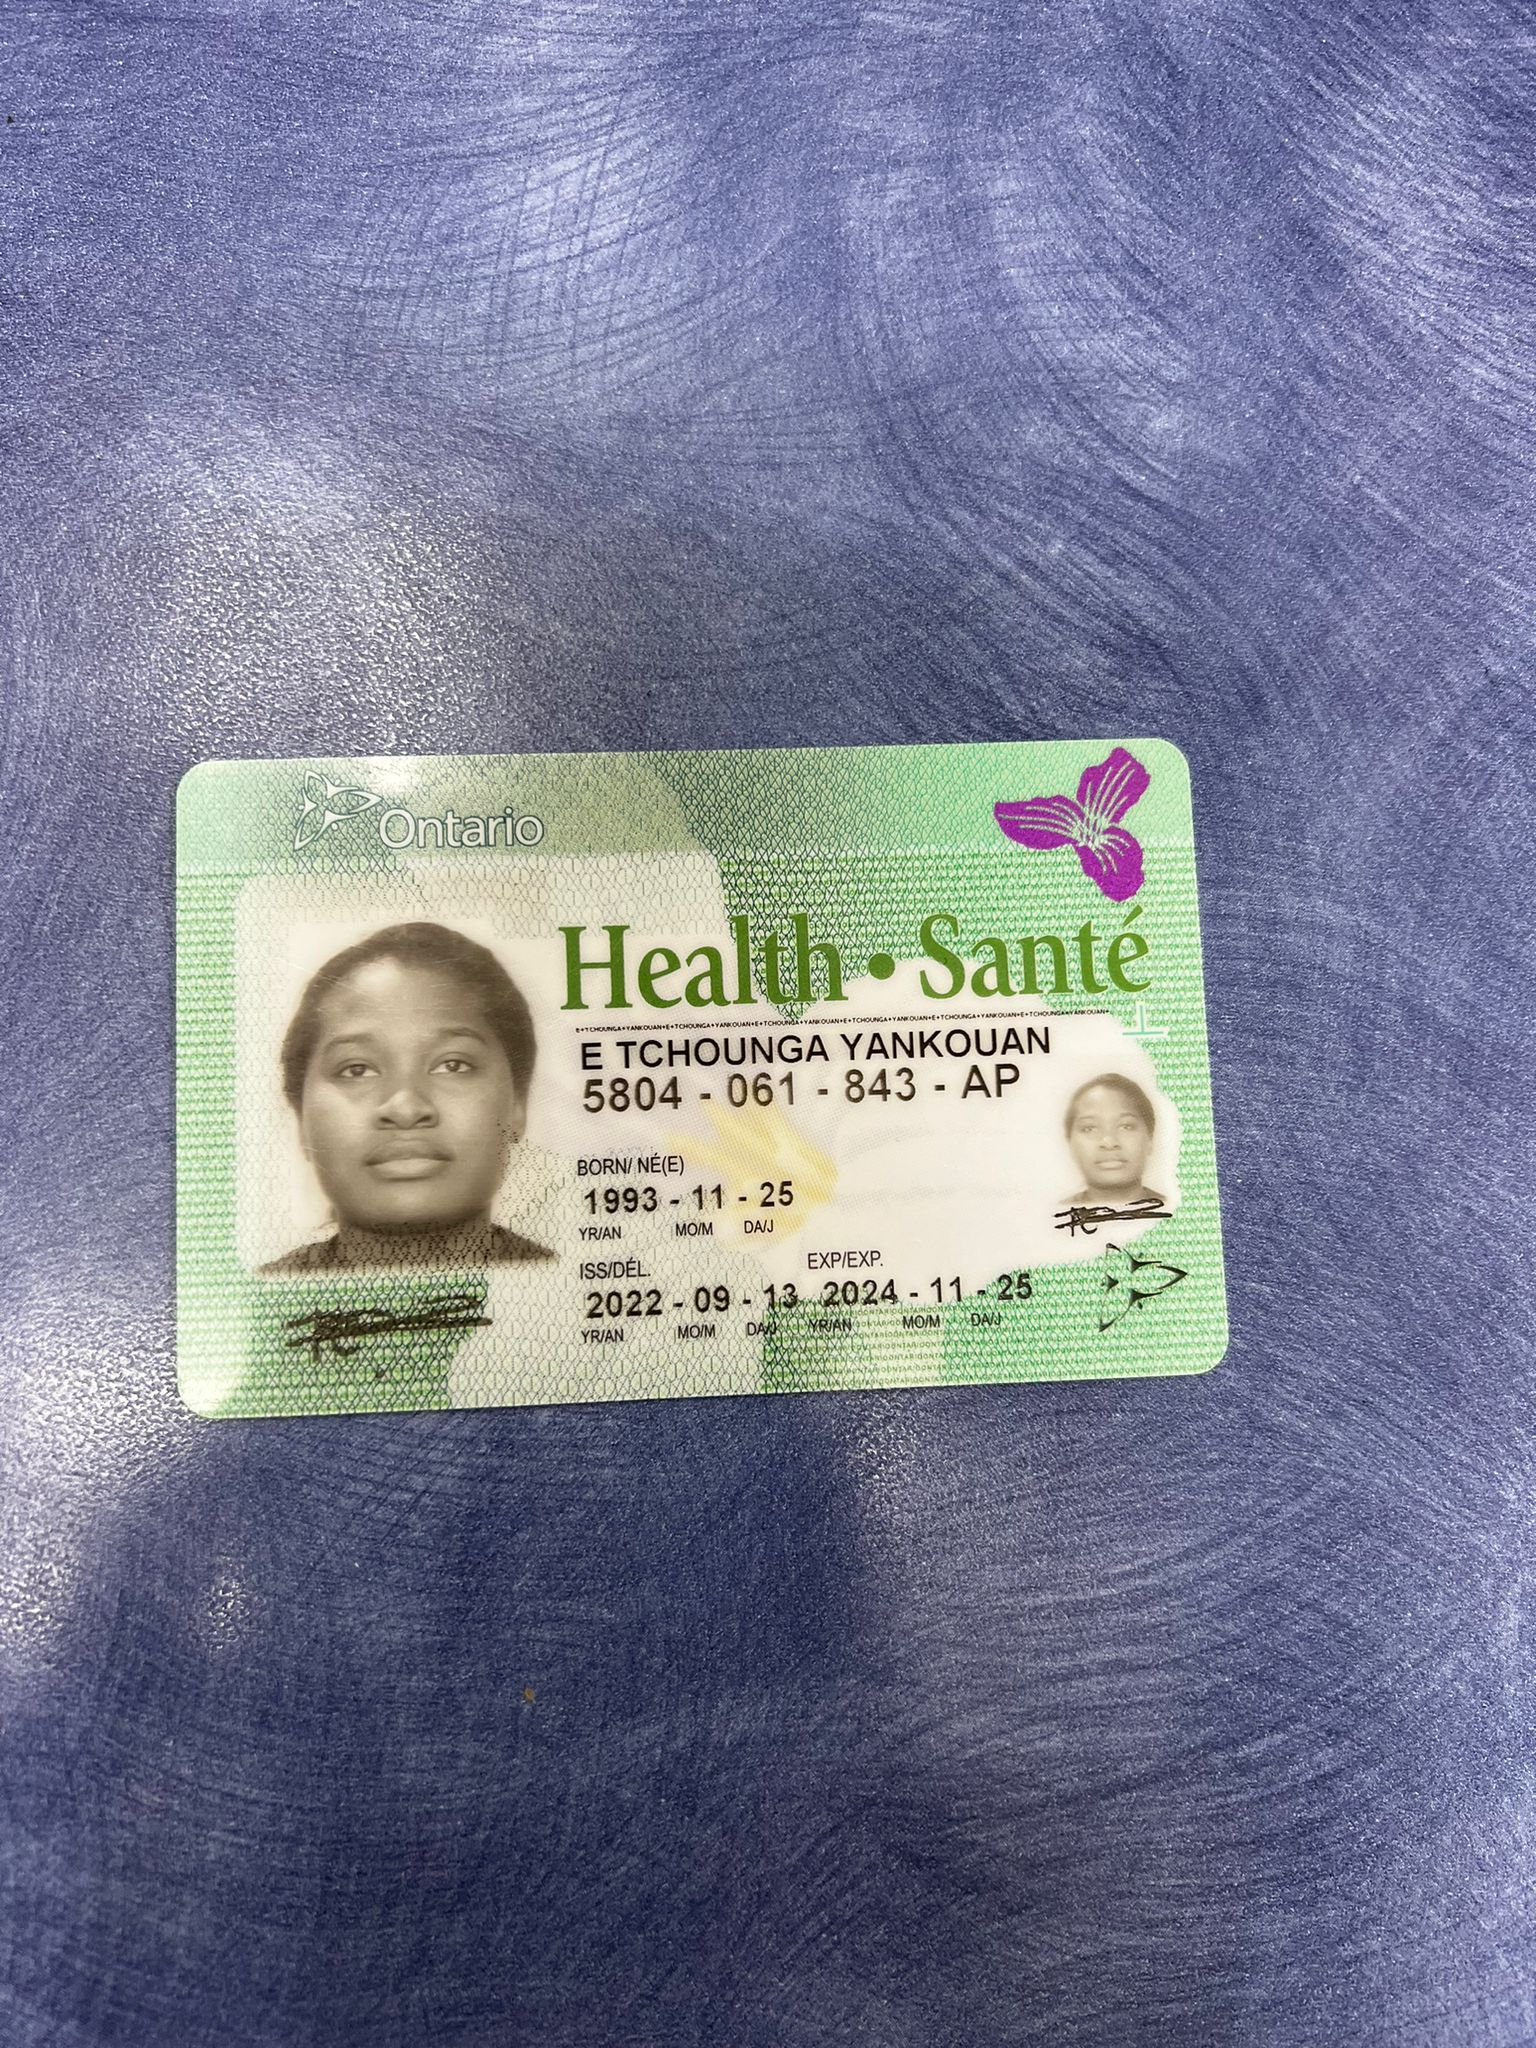 Ontario
Health • Santé
E+TCHOUNGA+YANKOUAN+E+TCHOUNGA+YANKOUAN+E+TCHOUNGA+YANKOUAN+E+TCHOUNGA+YANKOUAN+E+TCHOUNGA+YANKOUAN+E+TCHOUNGA+YANKOUAN+
E TCHOUNGA YANKOUAN
5804 - 061 - 843 - AP
BORN/ NÉ(E)
1993 - 11 - 25
YR/AN MO/M DA/J
ISS/DÉL. EXP/EXP.
2022 - 09 - 13 2024 - 11 - 25
YR/AN MO/M DA/J YR/AN MO/M DA/J